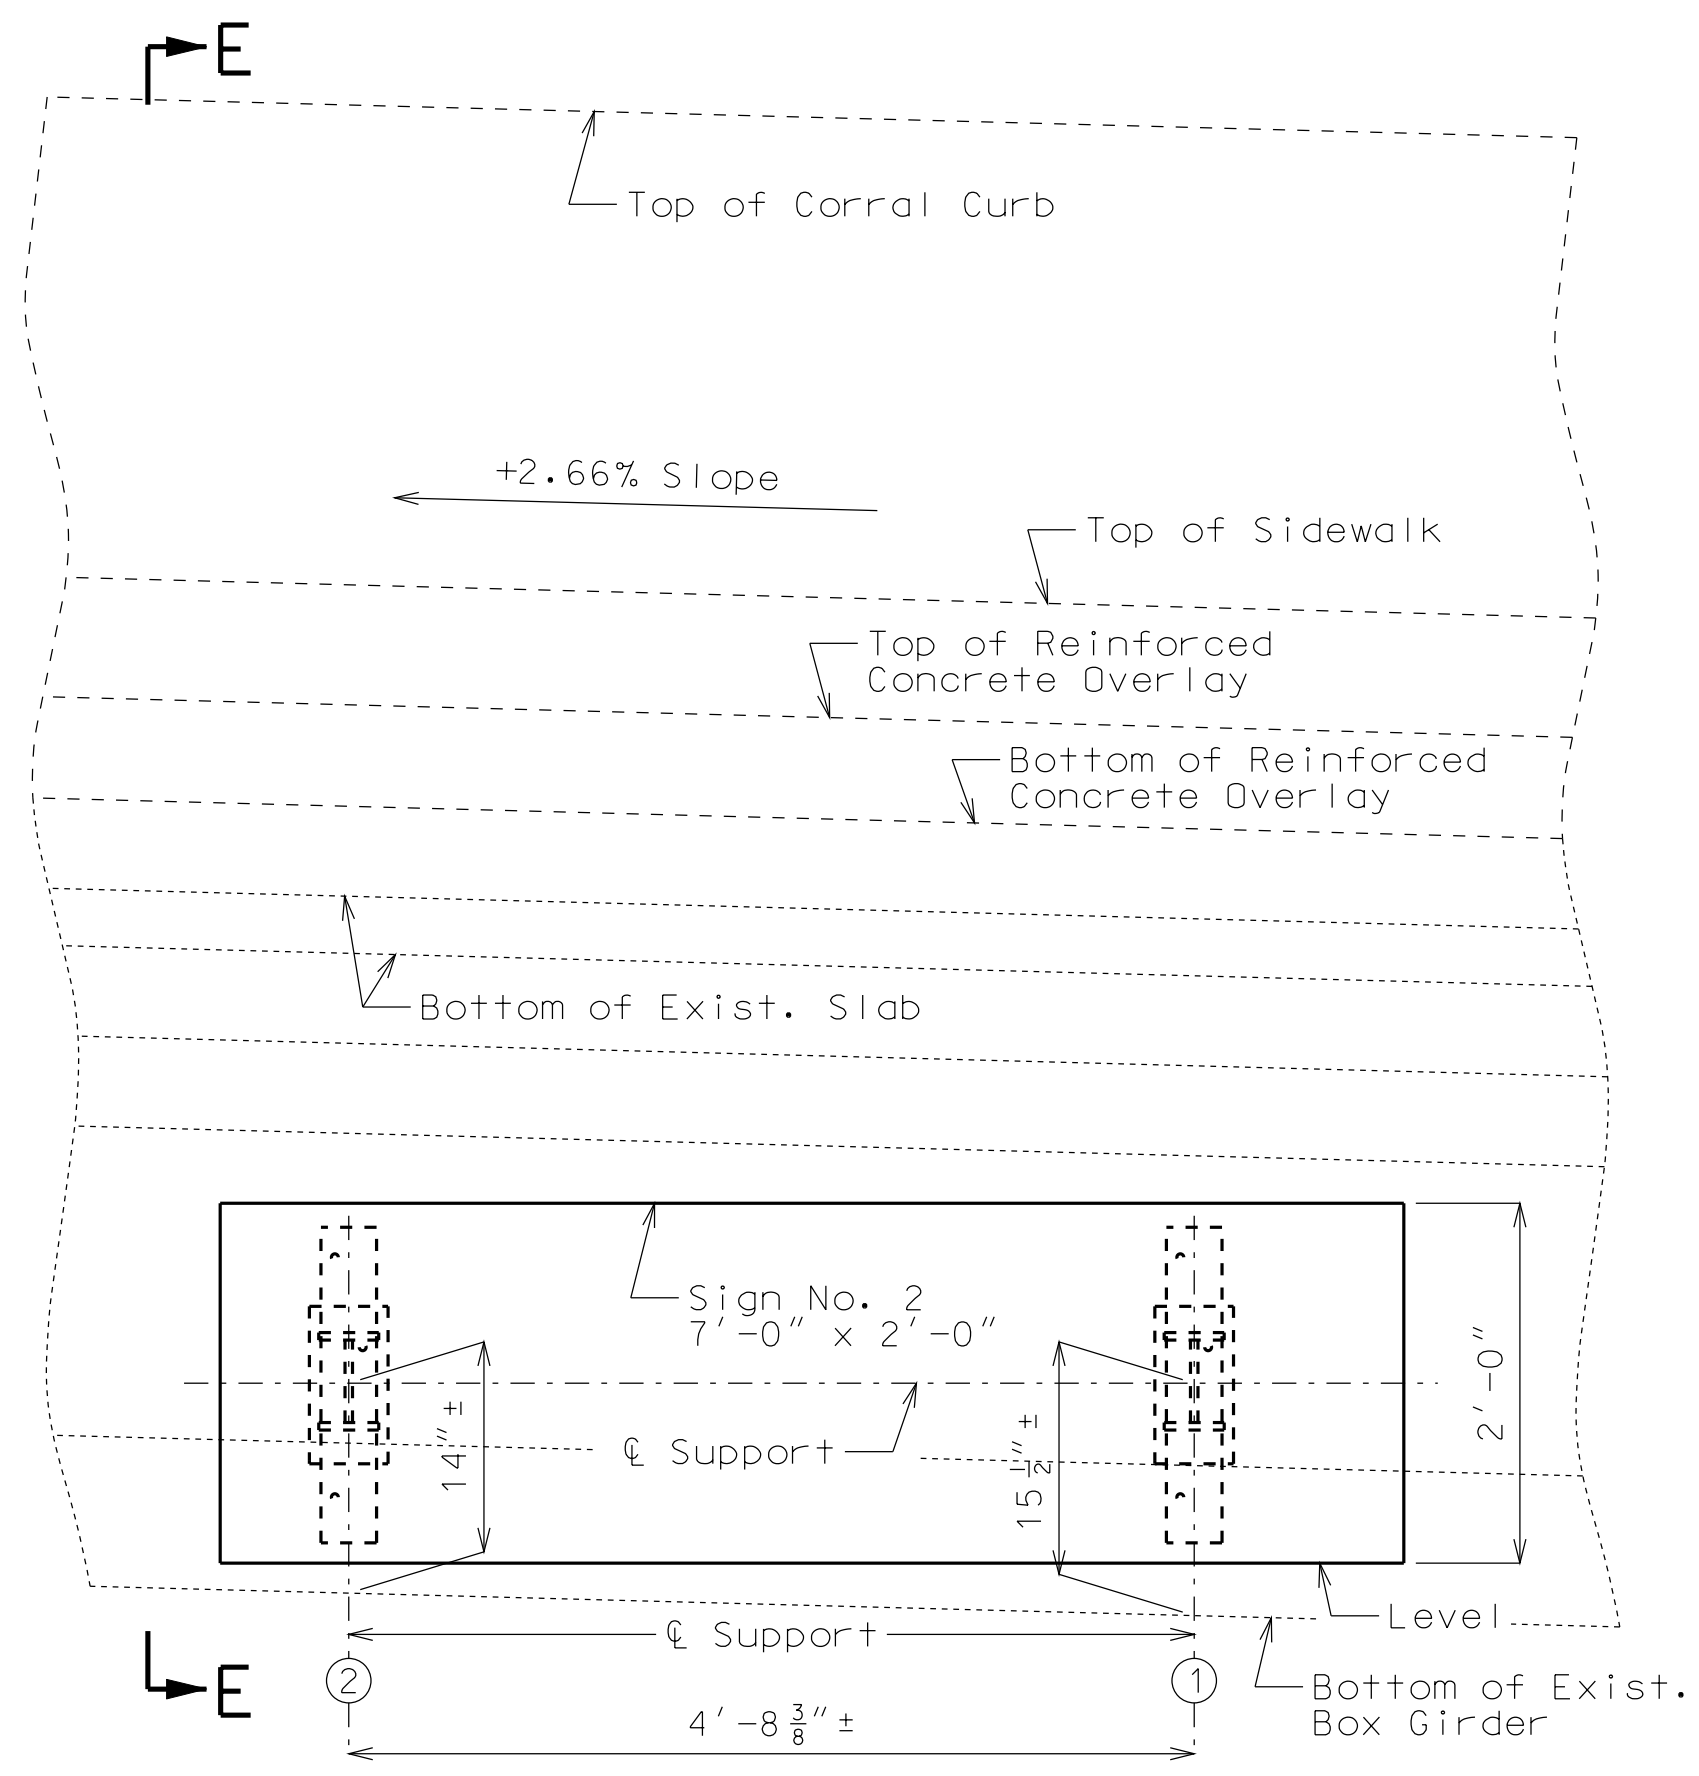 E
Top of Corral Curb
+2.66% Slope
Top of Sidewalk
Top of Reinforced
Concrete Overlay
Bottom of Reinforced
Concrete Overlay
Bottom of Exist. Slab
Sign No. 2
7'-0" x 2'-0"
2'-0"
14"±
15 1/2"±
℄ Support
Level
℄ Support
E
2
1
Bottom of Exist.
Box Girder
4'-8 3/8"±